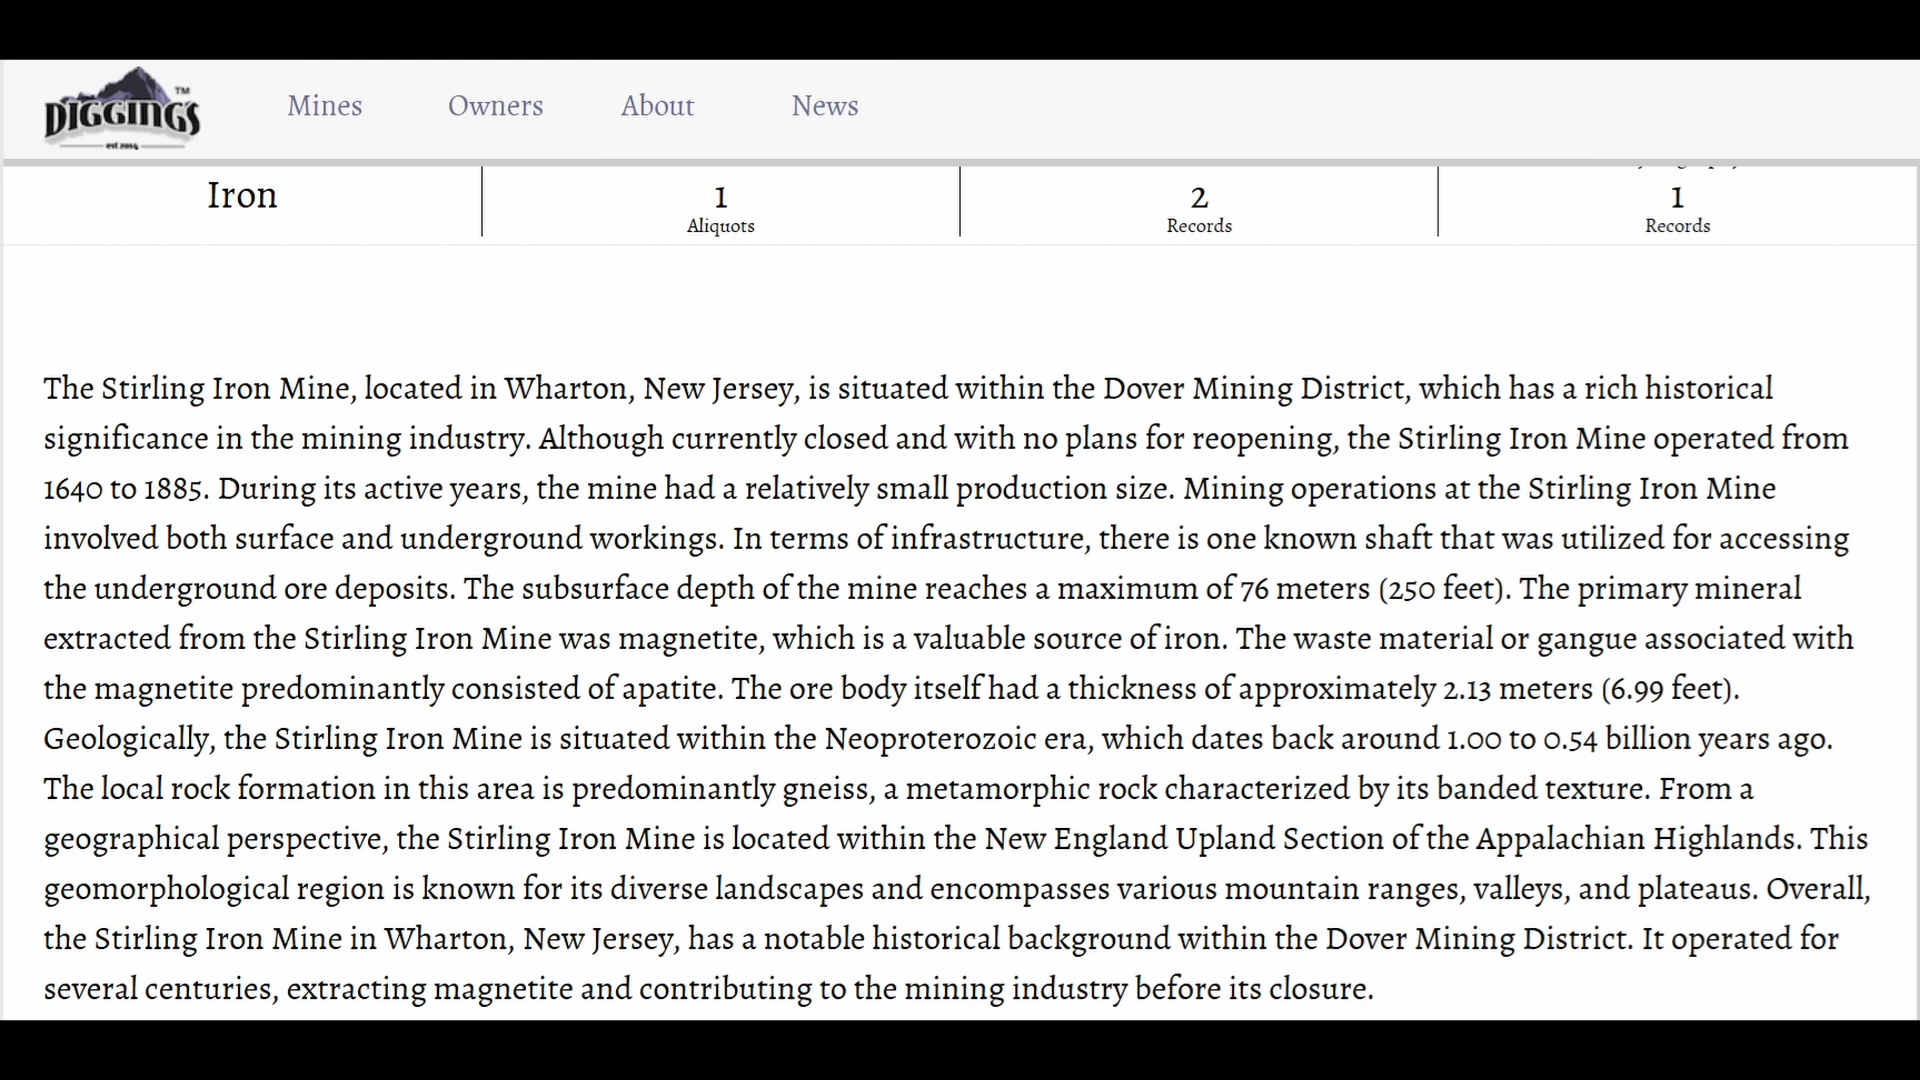 DIGGINGS™
est.2014
Mines Owners About News
Iron 1 2 1
Aliquots Records Records
The Stirling Iron Mine, located in Wharton, New Jersey, is situated within the Dover Mining District, which has a rich historical
significance in the mining industry. Although currently closed and with no plans for reopening, the Stirling Iron Mine operated from
1640 to 1885. During its active years, the mine had a relatively small production size. Mining operations at the Stirling Iron Mine
involved both surface and underground workings. In terms of infrastructure, there is one known shaft that was utilized for accessing
the underground ore deposits. The subsurface depth of the mine reaches a maximum of 76 meters (250 feet). The primary mineral
extracted from the Stirling Iron Mine was magnetite, which is a valuable source of iron. The waste material or gangue associated with
the magnetite predominantly consisted of apatite. The ore body itself had a thickness of approximately 2.13 meters (6.99 feet).
Geologically, the Stirling Iron Mine is situated within the Neoproterozoic era, which dates back around 1.00 to 0.54 billion years ago.
The local rock formation in this area is predominantly gneiss, a metamorphic rock characterized by its banded texture. From a
geographical perspective, the Stirling Iron Mine is located within the New England Upland Section of the Appalachian Highlands. This
geomorphological region is known for its diverse landscapes and encompasses various mountain ranges, valleys, and plateaus. Overall,
the Stirling Iron Mine in Wharton, New Jersey, has a notable historical background within the Dover Mining District. It operated for
several centuries, extracting magnetite and contributing to the mining industry before its closure.